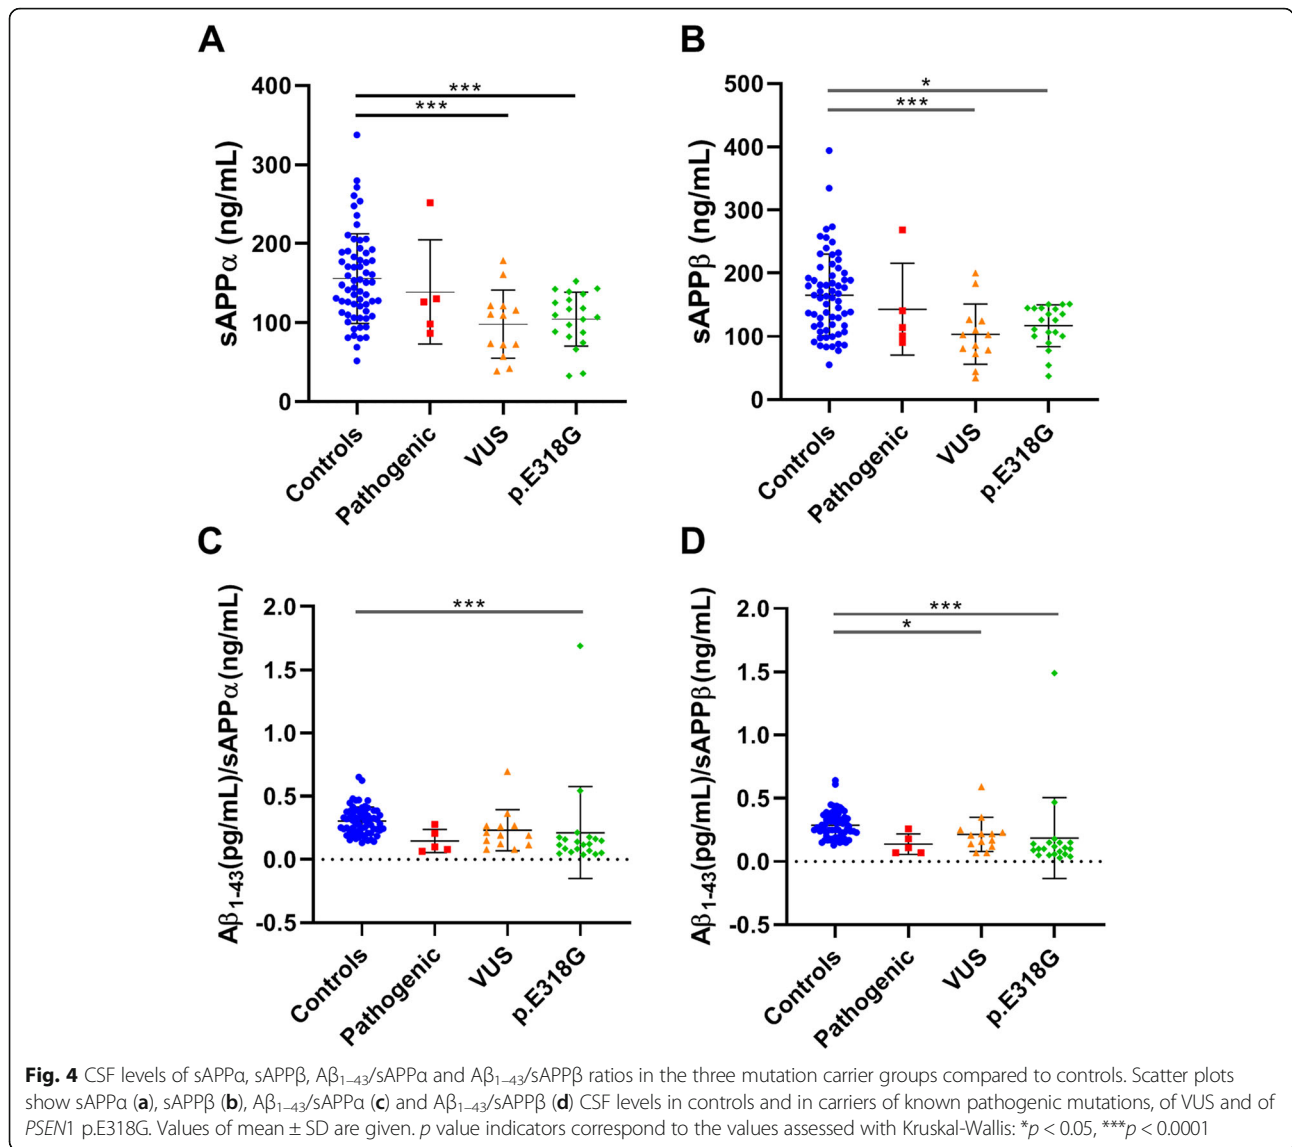 A
sAPPα (ng/mL)
400
300
200
100
0
***
***
Controls
Pathogenic
VUS
p.E318G
B
sAPPβ (ng/mL)
500
400
300
200
100
0
*
***
Controls
Pathogenic
VUS
p.E318G
C
Aβ1-43(pg/mL)/sAPPα(ng/mL)
2.0
1.5
1.0
0.5
0.0
-0.5
***
Controls
Pathogenic
VUS
p.E318G
D
Aβ1-43(pg/mL)/sAPPβ(ng/mL)
2.0
1.5
1.0
0.5
0.0
-0.5
***
*
Controls
Pathogenic
VUS
p.E318G
Fig. 4 CSF levels of sAPPα, sAPPβ, Aβ1–43/sAPPα and Aβ1–43/sAPPβ ratios in the three mutation carrier groups compared to controls. Scatter plots
show sAPPα (a), sAPPβ (b), Aβ1–43/sAPPα (c) and Aβ1–43/sAPPβ (d) CSF levels in controls and in carriers of known pathogenic mutations, of VUS and of
PSEN1 p.E318G. Values of mean ± SD are given. p value indicators correspond to the values assessed with Kruskal-Wallis: *p < 0.05, ***p < 0.0001